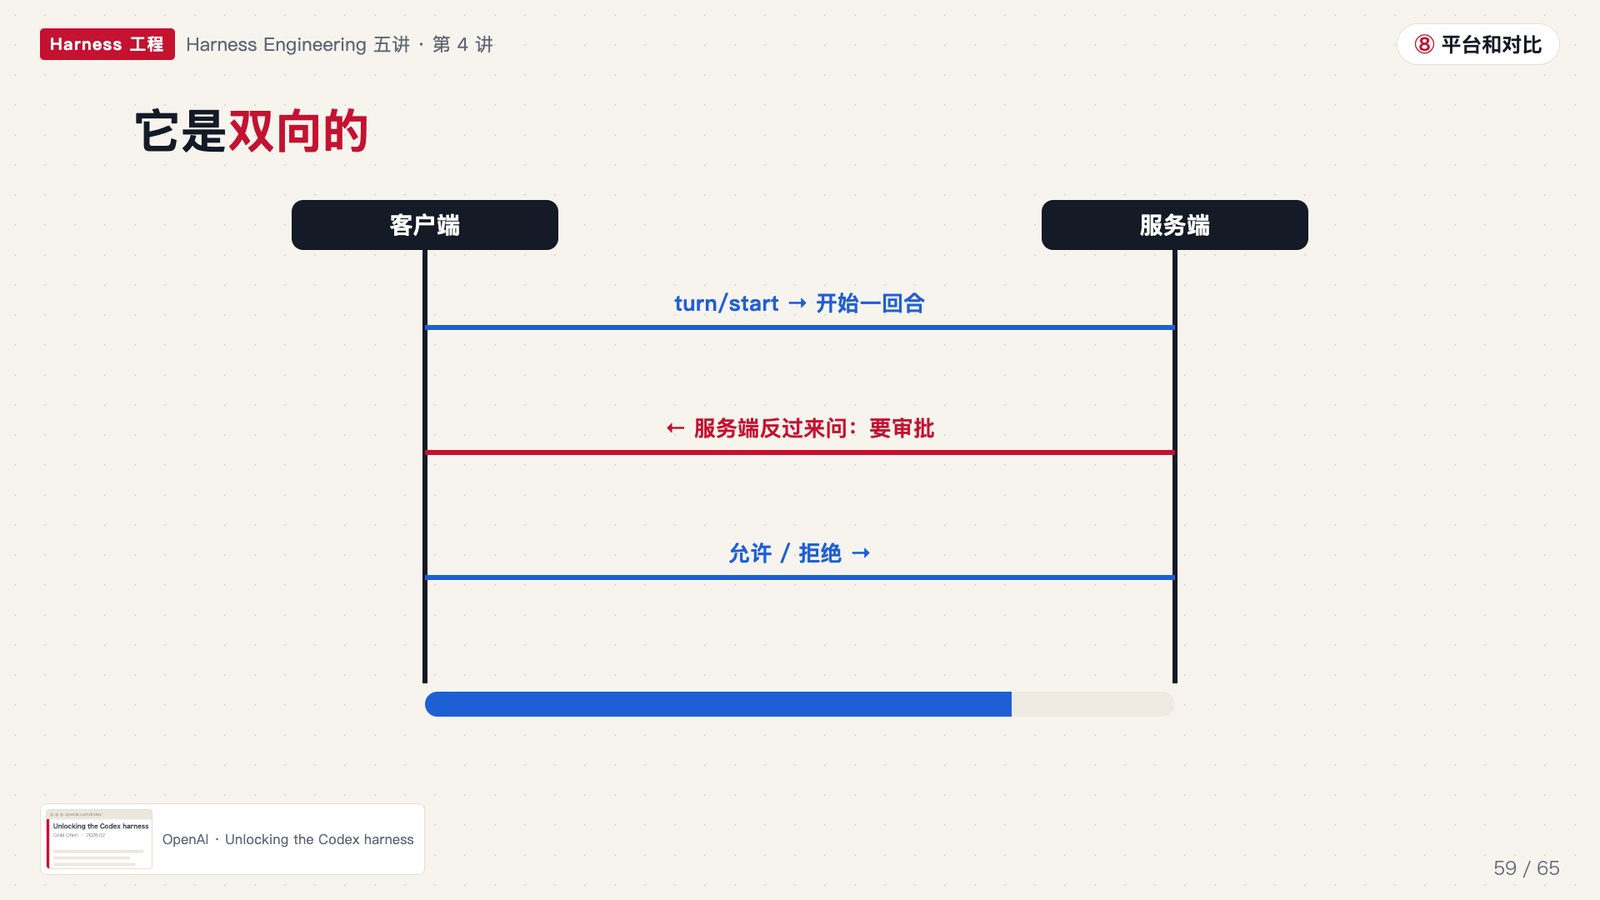 Harness 工程 Harness Engineering 五讲 · 第 4 讲
⑧ 平台和对比
它是双向的
客户端 服务端
turn/start → 开始一回合
← 服务端反过来问：要审批
允许 / 拒绝 →
Unlocking the Codex harness
OpenAI · Unlocking the Codex harness
59 / 65